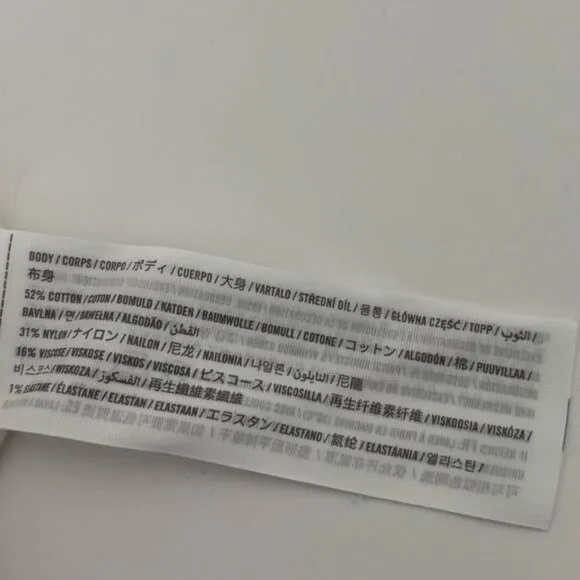 BODY / CORPS / CORPO / ボディ / CUERPO / 大身 / VARTALO / STŘEDNÍ DÍL / 몸통 / GŁÓWNA CZĘŚĆ / TOPP / الثوب /
布身
52% COTTON / COTON / BOMULD / KATOEN / BAUMWOLLE / BOMULL / COTONE / コットン / ALGODÓN / 棉 / PUUVILLAA /
BAVLNA / 면 / BAWEŁNA / ALGODÃO / القطن
31% NYLON / ナイロン / NAILON / 尼龙 / NAILONIA / 나일론 / النايلون / 尼龍
16% VISCOSE / VISKOSE / VISKOS / VISCOSA / ビスコース / VISCOSILLA / 再生纤维素纤维 / VISKOOSIA / VISKÓZA /
비스코스 / WISKOZA / الفسكوز / 再生纖維素纖維
1% ELASTANE / ÉLASTANE / ELASTAN / ELASTAAN / エラスタン / ELASTANO / 氨纶 / ELASTAANIA / 엘라스탄 /